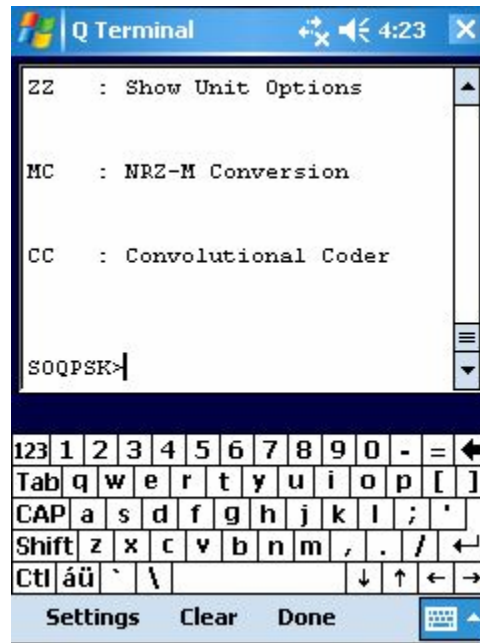 Q Terminal 4:23
ZZ : Show Unit Options
MC : NRZ-M Conversion
CC : Convolutional Coder
SOQPSK>
123 1 2 3 4 5 6 7 8 9 0 - =
Tab q w e r t y u i o p [ ]
CAP a s d f g h j k l ; '
Shift z x c v b n m , . /
Ctl áü ` \
Settings Clear Done